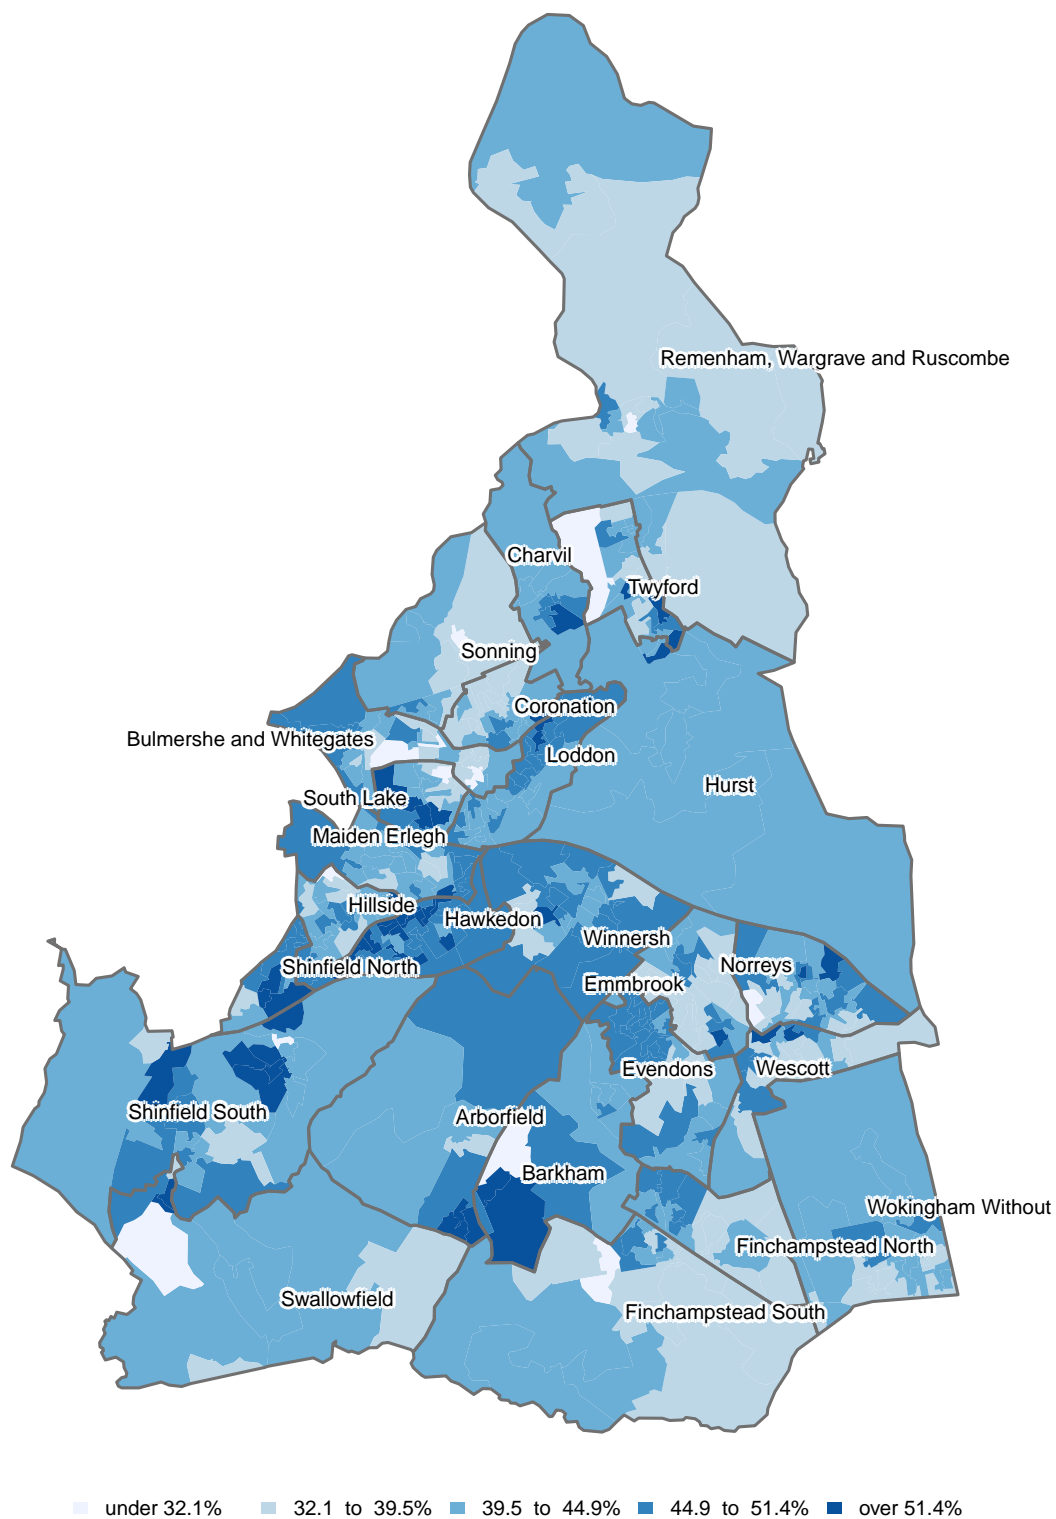 Remenham, Wargrave and Ruscombe
Charvil
Twyford
Sonning
Coronation
Bulmershe and Whitegates
Loddon
Hurst
South Lake
Maiden Erlegh
Hillside
Hawkedon
Winnersh
Norreys
Shinfield North
Emmbrook
Evendons
Wescott
Shinfield South
Arborfield
Barkham
Wokingham Without
Finchampstead North
Swallowfield
Finchampstead South
under 32.1% 32.1 to 39.5% 39.5 to 44.9% 44.9 to 51.4% over 51.4%